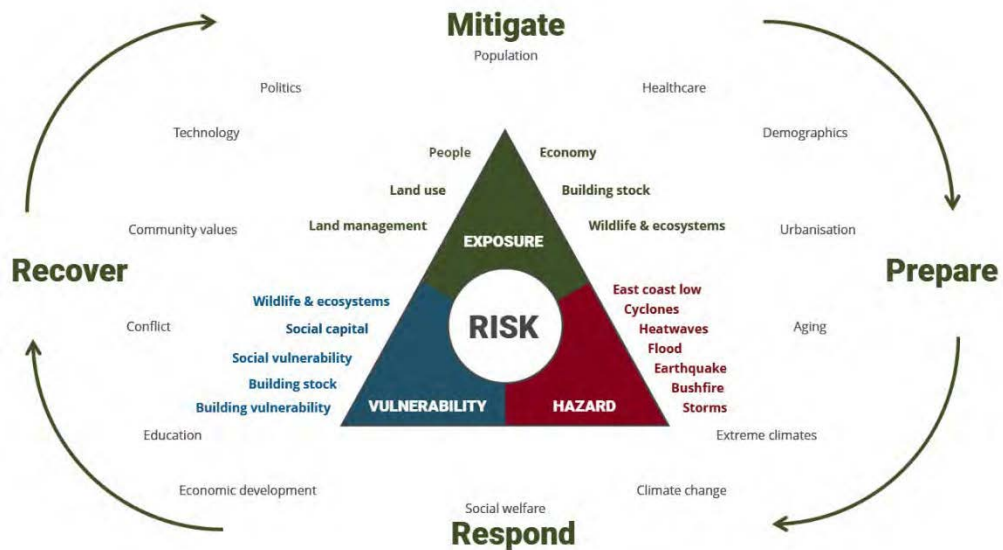 Mitigate
Population
Politics
Healthcare
Technology
Demographics
People
Economy
Land use
Building stock
Land management
Wildlife & ecosystems
Community values
Urbanisation
EXPOSURE
Recover
Prepare
Wildlife & ecosystems
Social capital
Social vulnerability
Building stock
Building vulnerability
RISK
East coast low
Cyclones
Heatwaves
Flood
Earthquake
Bushfire
Storms
Conflict
Aging
VULNERABILITY
HAZARD
Education
Extreme climates
Economic development
Climate change
Social welfare
Respond